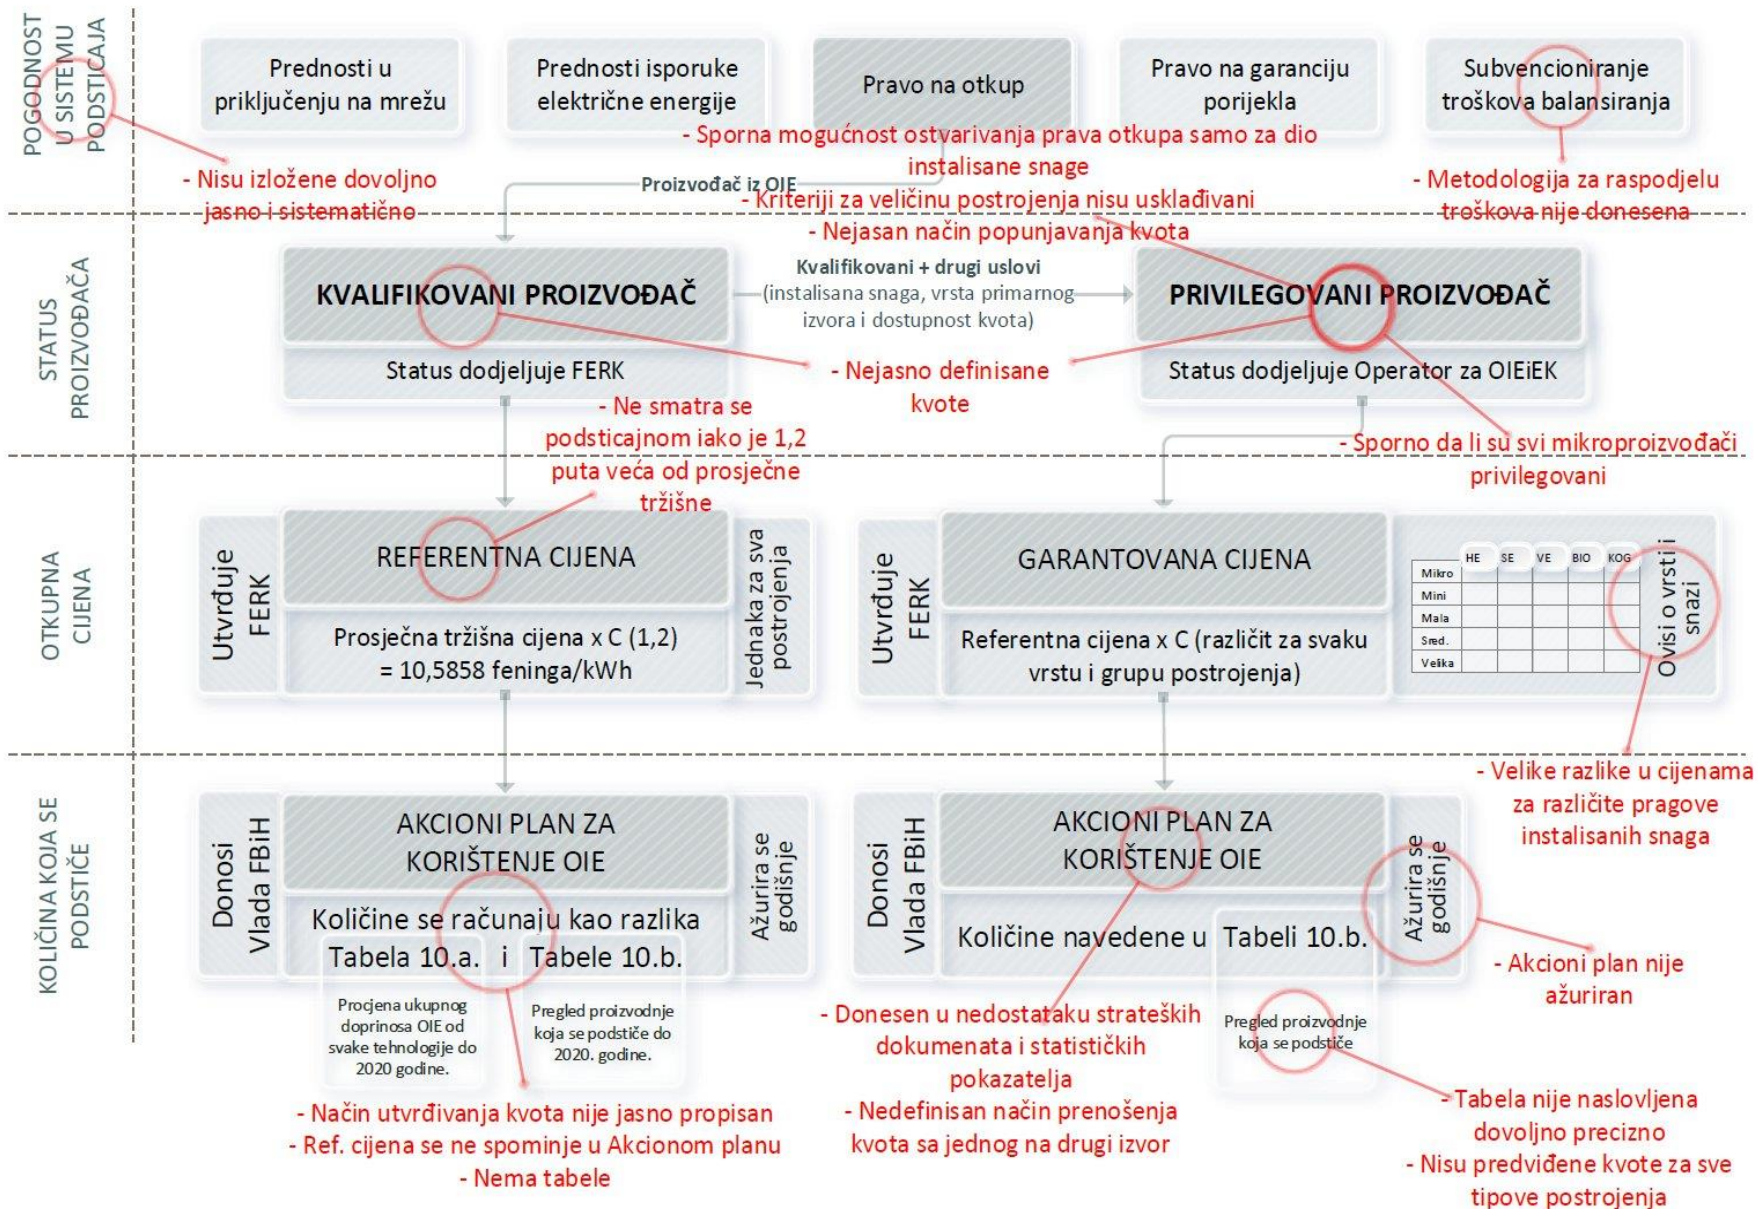 POGODNOST
U SISTEMU
PODSTICAJA
Prednosti u
priključenju na mrežu
Prednosti isporuke
električne energije
Pravo na otkup
Pravo na garanciju
porijekla
Subvencioniranje
troškova balansiranja
- Nisu izložene dovoljno
jasno i sistematično
- Sporna mogućnost ostvarivanja prava otkupa samo za dio
instalisane snage
Proizvođač iz OIE
- Kriteriji za veličinu postrojenja nisu usklađivani
- Nejasan način popunjavanja kvota
- Metodologija za raspodjelu
troškova nije donesena
STATUS
PROIZVOĐAČA
KVALIFIKOVANI PROIZVOĐAČ
Status dodjeljuje FERK
Kvalifikovani + drugi uslovi
(instalisana snaga, vrsta primarnog
izvora i dostupnost kvota)
PRIVILEGOVANI PROIZVOĐAČ
Status dodjeljuje Operator za OIEiEK
- Nejasno definisane
kvote
- Ne smatra se
podsticajnom iako je 1,2
puta veća od prosječne
tržišne
- Sporno da li su svi mikroproizvođači
privilegovani
OTKUPNA
CIJENA
Utvrđuje
FERK
REFERENTNA CIJENA
Prosječna tržišna cijena x C (1,2)
= 10,5858 feninga/kWh
Jednaka za sva
postrojenja
Utvrđuje
FERK
GARANTOVANA CIJENA
Referentna cijena x C (različit za svaku
vrstu i grupu postrojenja)
HE SE VE BIO KOG
Mikro
Mini
Mala
Sred.
Velika
Ovisi o vrsti i
snazi
- Velike razlike u cijenama
za različite pragove
instalisanih snaga
KOLIČINA KOJA SE
PODSTIČE
Donosi
Vlada FBiH
AKCIONI PLAN ZA
KORIŠTENJE OIE
Količine se računaju kao razlika
Tabela 10.a. i Tabele 10.b.
Ažurira se
godišnje
Procjena ukupnog
doprinosa OIE od
svake tehnologije do
2020 godine.
Pregled proizvodnje
koja se podstiče do
2020. godine.
- Način utvrđivanja kvota nije jasno propisan
- Ref. cijena se ne spominje u Akcionom planu
- Nema tabele
Donosi
Vlada FBiH
AKCIONI PLAN ZA
KORIŠTENJE OIE
Količine navedene u Tabeli 10.b.
Ažurira se
godišnje
- Akcioni plan nije
ažuriran
- Donesen u nedostatku strateških
dokumenata i statističkih
pokazatelja
- Nedefinisan način prenošenja
kvota sa jednog na drugi izvor
Pregled proizvodnje
koja se podstiče
- Tabela nije naslovljena
dovoljno precizno
- Nisu predviđene kvote za sve
tipove postrojenja